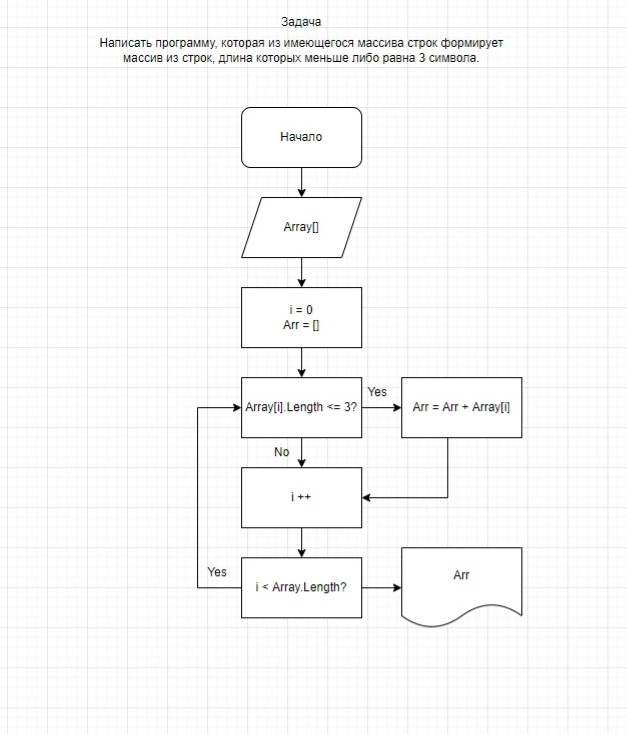 Задача
Написать программу, которая из имеющегося массива строк формирует
массив из строк, длина которых меньше либо равна 3 символа.
Начало
Array[]
i = 0
Arr = []
Array[i].Length <= 3?
Yes
Arr = Arr + Array[i]
No
i ++
Yes
i < Array.Length?
Arr